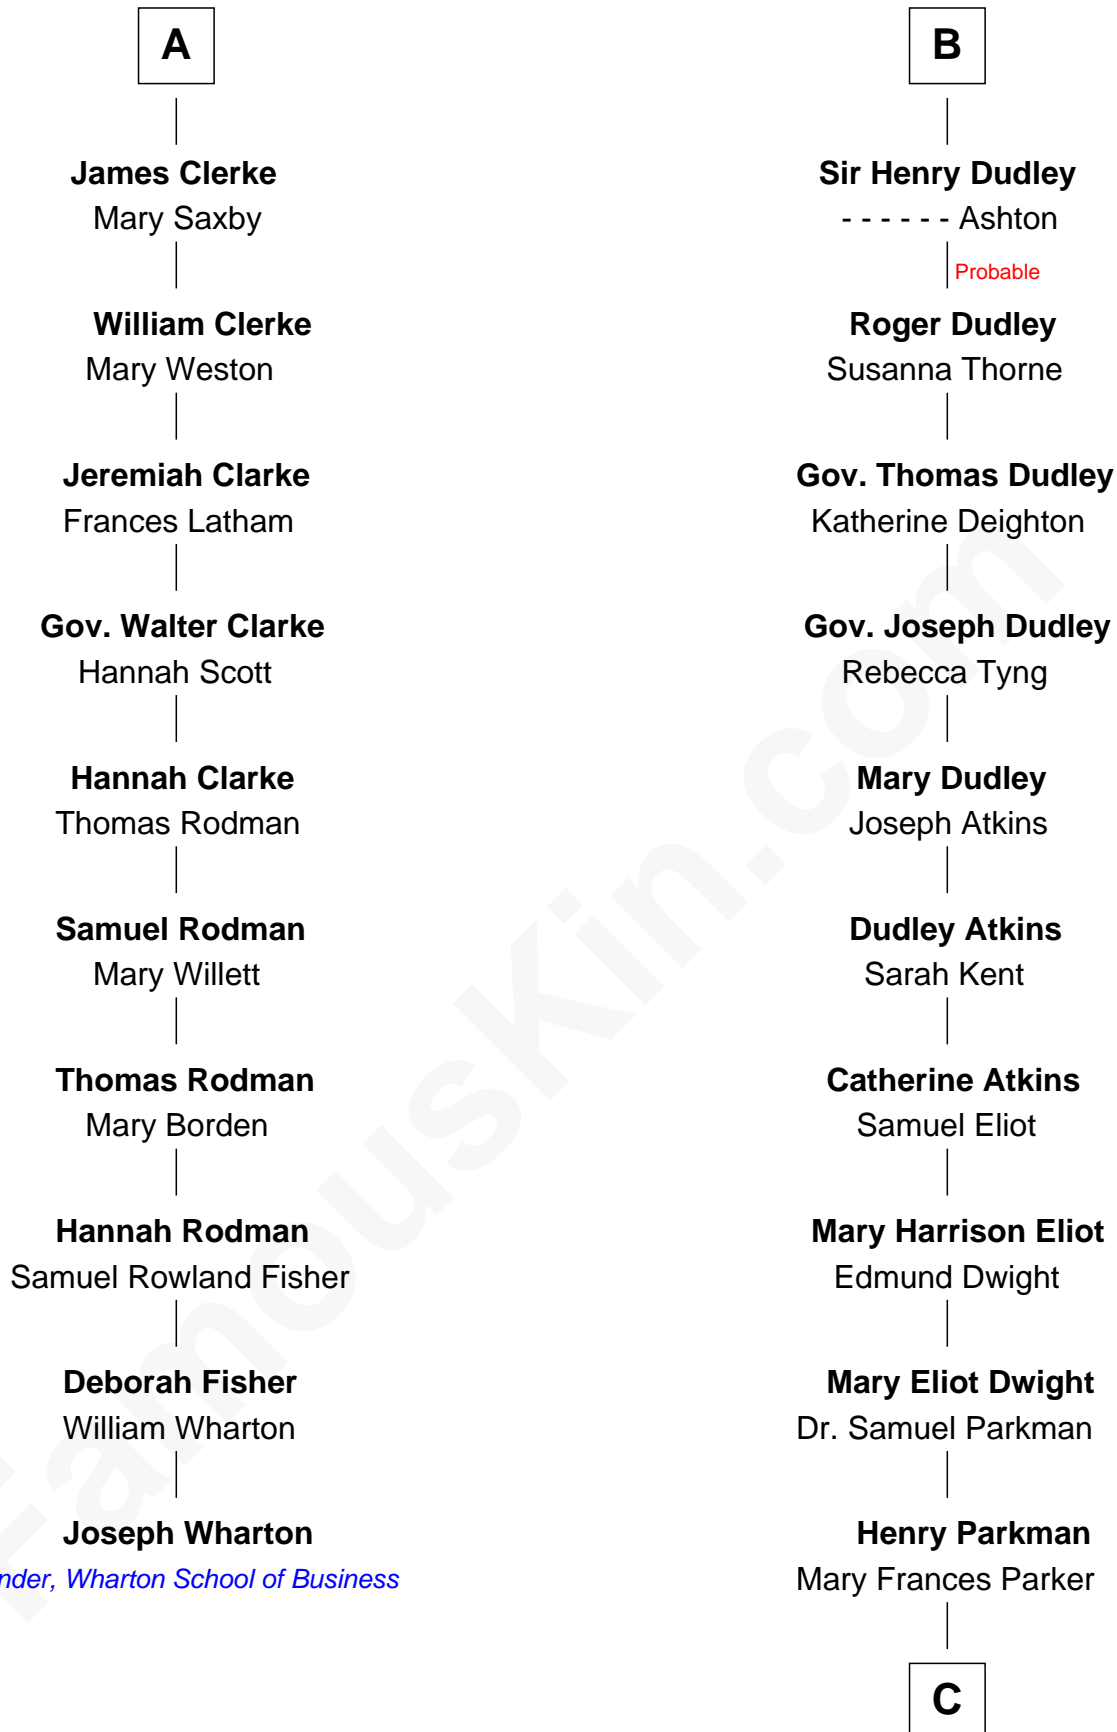 A
James Clerke
Mary Saxby
William Clerke
Mary Weston
Jeremiah Clarke
Frances Latham
Gov. Walter Clarke
Hannah Scott
Hannah Clarke
Thomas Rodman
Samuel Rodman
Mary Willett
Thomas Rodman
Mary Borden
Hannah Rodman
Samuel Rowland Fisher
Deborah Fisher
William Wharton
Joseph Wharton
nder, Wharton School of Business
B
Sir Henry Dudley
- - - - - - Ashton
Probable
Roger Dudley
Susanna Thorne
Gov. Thomas Dudley
Katherine Deighton
Gov. Joseph Dudley
Rebecca Tyng
Mary Dudley
Joseph Atkins
Dudley Atkins
Sarah Kent
Catherine Atkins
Samuel Eliot
Mary Harrison Eliot
Edmund Dwight
Mary Eliot Dwight
Dr. Samuel Parkman
Henry Parkman
Mary Frances Parker
C
FamousKin.com